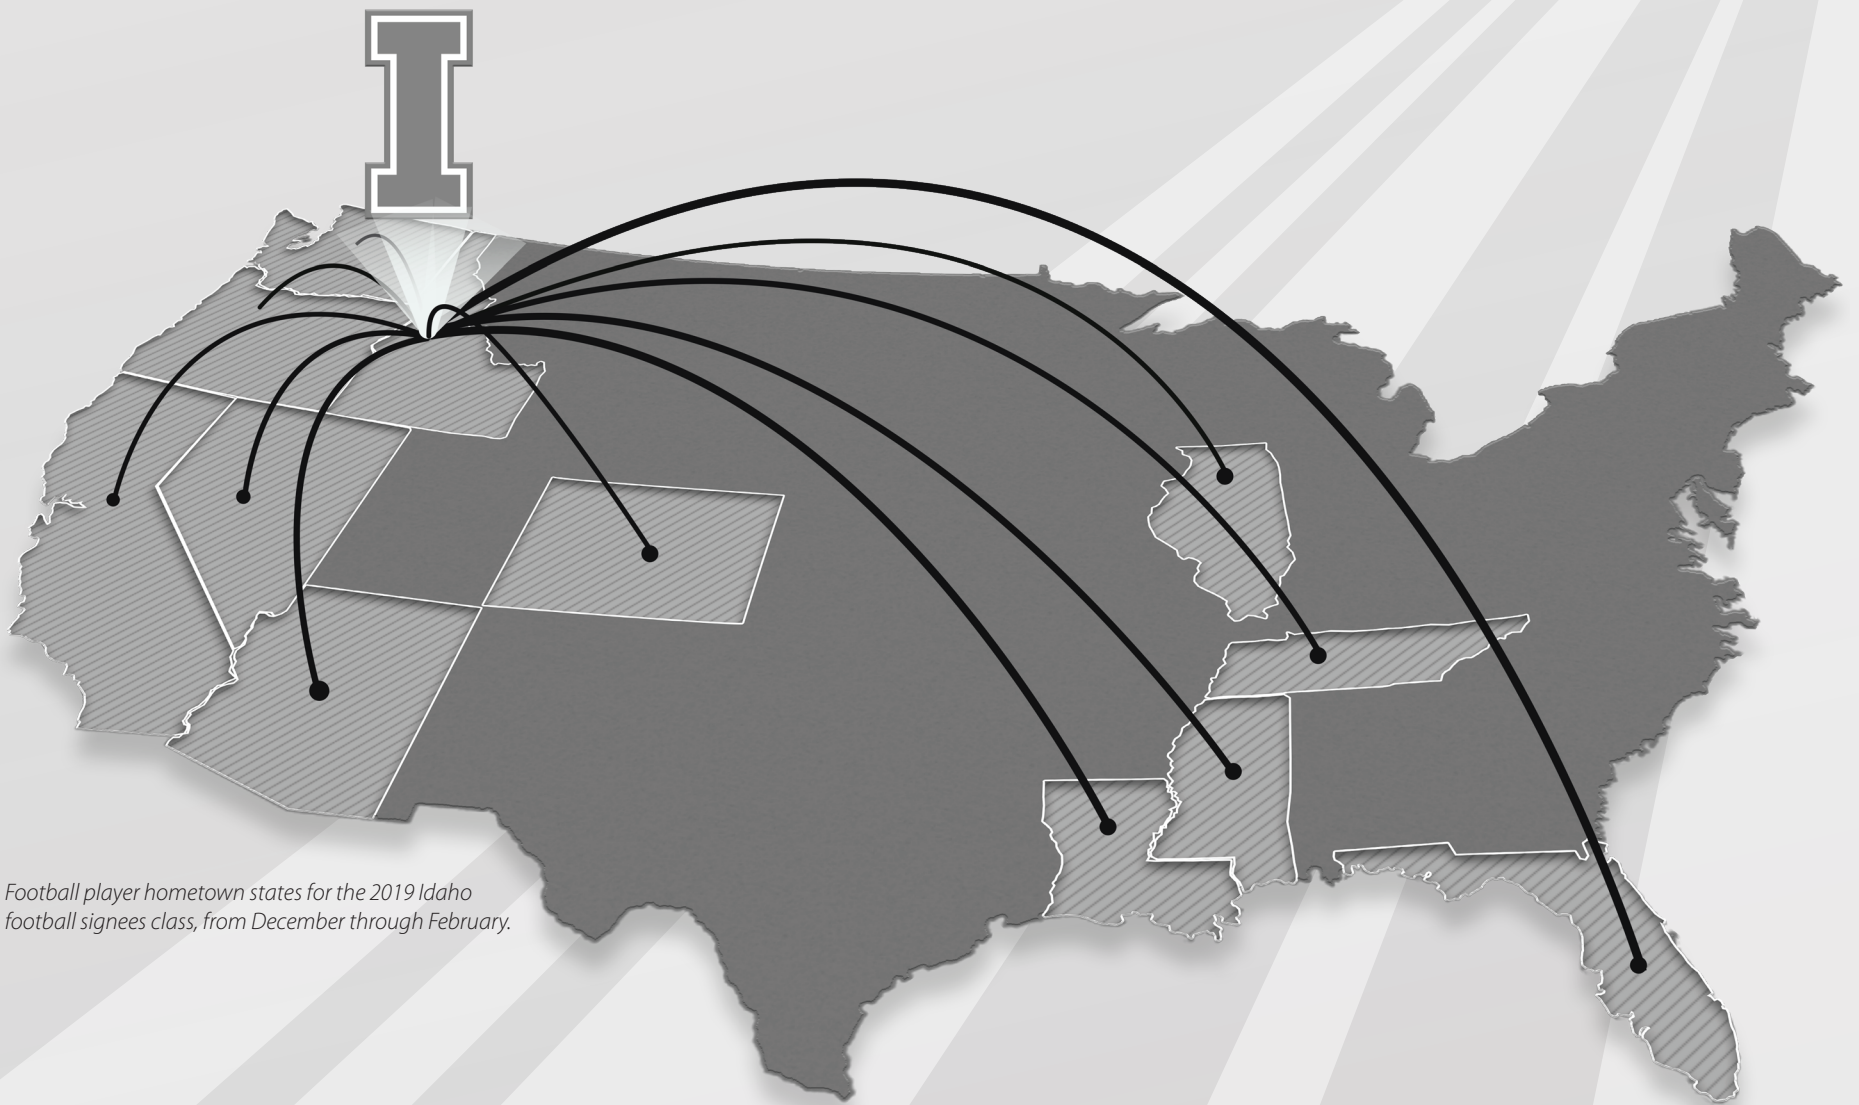 I
Football player hometown states for the 2019 Idaho
football signees class, from December through February.